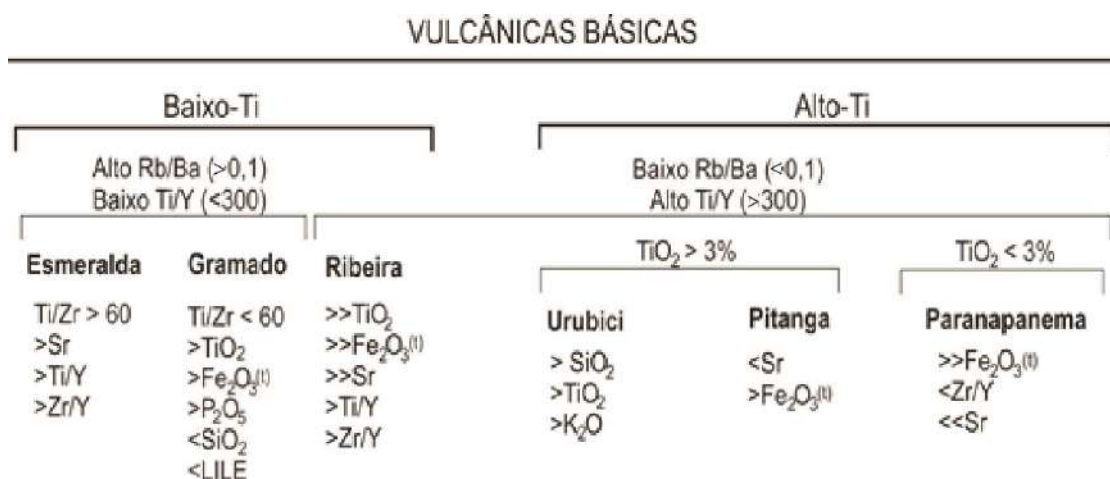 VULCÂNICAS BÁSICAS
Baixo-Ti
Alto Rb/Ba (>0,1)
Baixo Ti/Y (<300)
Esmeralda
Ti/Zr > 60
>Sr
>Ti/Y
>Zr/Y
Gramado
Ti/Zr < 60
>TiO₂
>Fe₂O₃(t)
>P₂O₅
<SiO₂
<LILE
Ribeira
>>TiO₂
>>Fe₂O₃(t)
>>Sr
>Ti/Y
>Zr/Y
Alto-Ti
Baixo Rb/Ba (<0,1)
Alto Ti/Y (>300)
TiO₂ > 3%
Urubici
> SiO₂
>TiO₂
>K₂O
Pitanga
<Sr
>Fe₂O₃(t)
TiO₂ < 3%
Paranapanema
>>Fe₂O₃(t)
<Zr/Y
<<Sr